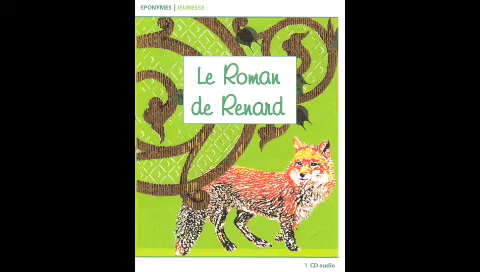 EPONYMES | JEUNESSE
Le Roman
de Renard
1 CD audio